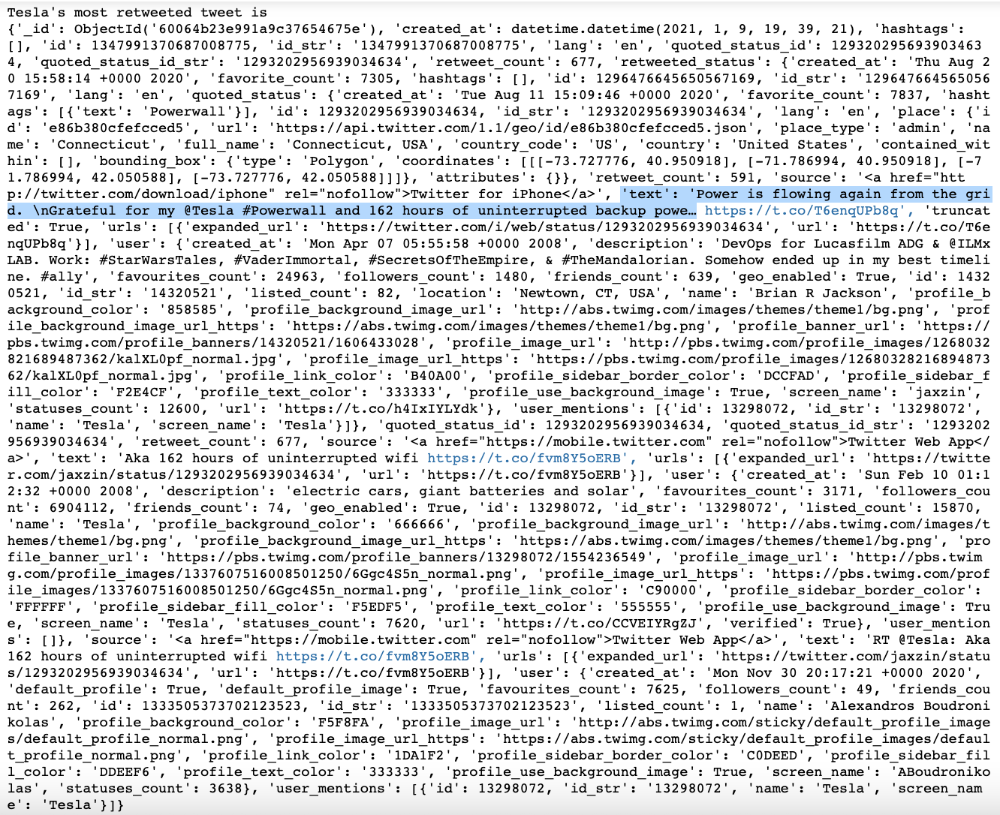 Tesla's most retweeted tweet is
{'_id': ObjectId('60064b23e991a9c37654675e'), 'created_at': datetime.datetime(2021, 1, 9, 19, 39, 21), 'hashtags':
[], 'id': 1347991370687008775, 'id_str': '1347991370687008775', 'lang': 'en', 'quoted_status_id': 129320295693903463
4, 'quoted_status_id_str': '1293202956939034634', 'retweet_count': 677, 'retweeted_status': {'created_at': 'Thu Aug 2
0 15:58:14 +0000 2020', 'favorite_count': 7305, 'hashtags': [], 'id': 1296476645650567169, 'id_str': '129647664565056
7169', 'lang': 'en', 'quoted_status': {'created_at': 'Tue Aug 11 15:09:46 +0000 2020', 'favorite_count': 7837, 'hasht
ags': [{'text': 'Powerwall'}], 'id': 1293202956939034634, 'id_str': '1293202956939034634', 'lang': 'en', 'place': {'i
d': 'e86b380cfefcced5', 'url': 'https://api.twitter.com/1.1/geo/id/e86b380cfefcced5.json', 'place_type': 'admin', 'na
me': 'Connecticut', 'full_name': 'Connecticut, USA', 'country_code': 'US', 'country': 'United States', 'contained_wit
hin': [], 'bounding_box': {'type': 'Polygon', 'coordinates': [[[-73.727776, 40.950918], [-71.786994, 40.950918], [-7
1.786994, 42.050588], [-73.727776, 42.050588]]]}, 'attributes': {}}, 'retweet_count': 591, 'source': '<a href="htt
p://twitter.com/download/iphone" rel="nofollow">Twitter for iPhone</a>', 'text': 'Power is flowing again from the gri
d. \nGrateful for my @Tesla #Powerwall and 162 hours of uninterrupted backup powe… https://t.co/T6enqUPb8q', 'truncat
ed': True, 'urls': [{'expanded_url': 'https://twitter.com/i/web/status/1293202956939034634', 'url': 'https://t.co/T6e
nqUPb8q'}], 'user': {'created_at': 'Mon Apr 07 05:55:58 +0000 2008', 'description': 'DevOps for Lucasfilm ADG & @ILMx
LAB. Work: #StarWarsTales, #VaderImmortal, #SecretsOfTheEmpire, & #TheMandalorian. Somehow ended up in my best timeli
ne. #ally', 'favourites_count': 24963, 'followers_count': 1480, 'friends_count': 639, 'geo_enabled': True, 'id': 1432
0521, 'id_str': '14320521', 'listed_count': 82, 'location': 'Newtown, CT, USA', 'name': 'Brian R Jackson', 'profile_b
ackground_color': '858585', 'profile_background_image_url': 'http://abs.twimg.com/images/themes/theme1/bg.png', 'prof
ile_background_image_url_https': 'https://abs.twimg.com/images/themes/theme1/bg.png', 'profile_banner_url': 'https://
pbs.twimg.com/profile_banners/14320521/1606433028', 'profile_image_url': 'http://pbs.twimg.com/profile_images/1268032
821689487362/kalXL0pf_normal.jpg', 'profile_image_url_https': 'https://pbs.twimg.com/profile_images/12680328216894873
62/kalXL0pf_normal.jpg', 'profile_link_color': 'B40A00', 'profile_sidebar_border_color': 'DCCFAD', 'profile_sidebar_f
ill_color': 'F2E4CF', 'profile_text_color': '333333', 'profile_use_background_image': True, 'screen_name': 'jaxzin',
'statuses_count': 12600, 'url': 'https://t.co/h4IxIYLYdk'}, 'user_mentions': [{'id': 13298072, 'id_str': '13298072',
'name': 'Tesla', 'screen_name': 'Tesla'}]}, 'quoted_status_id': 1293202956939034634, 'quoted_status_id_str': '1293202
956939034634', 'retweet_count': 677, 'source': '<a href="https://mobile.twitter.com" rel="nofollow">Twitter Web App</
a>', 'text': 'Aka 162 hours of uninterrupted wifi https://t.co/fvm8Y5oERB', 'urls': [{'expanded_url': 'https://twitte
r.com/jaxzin/status/1293202956939034634', 'url': 'https://t.co/fvm8Y5oERB'}], 'user': {'created_at': 'Sun Feb 10 01:1
2:32 +0000 2008', 'description': 'electric cars, giant batteries and solar', 'favourites_count': 3171, 'followers_cou
nt': 6904112, 'friends_count': 74, 'geo_enabled': True, 'id': 13298072, 'id_str': '13298072', 'listed_count': 15870,
'name': 'Tesla', 'profile_background_color': '666666', 'profile_background_image_url': 'http://abs.twimg.com/images/t
hemes/theme1/bg.png', 'profile_background_image_url_https': 'https://abs.twimg.com/images/themes/theme1/bg.png', 'pro
file_banner_url': 'https://pbs.twimg.com/profile_banners/13298072/1554236549', 'profile_image_url': 'http://pbs.twim
g.com/profile_images/1337607516008501250/6Ggc4S5n_normal.png', 'profile_image_url_https': 'https://pbs.twimg.com/prof
ile_images/1337607516008501250/6Ggc4S5n_normal.png', 'profile_link_color': 'C90000', 'profile_sidebar_border_color':
'FFFFFF', 'profile_sidebar_fill_color': 'F5EDF5', 'profile_text_color': '555555', 'profile_use_background_image': Tru
e, 'screen_name': 'Tesla', 'statuses_count': 7620, 'url': 'https://t.co/CCVEIYRgZJ', 'verified': True}, 'user_mention
s': []}, 'source': '<a href="https://mobile.twitter.com" rel="nofollow">Twitter Web App</a>', 'text': 'RT @Tesla: Aka
162 hours of uninterrupted wifi https://t.co/fvm8Y5oERB', 'urls': [{'expanded_url': 'https://twitter.com/jaxzin/statu
s/1293202956939034634', 'url': 'https://t.co/fvm8Y5oERB'}], 'user': {'created_at': 'Mon Nov 30 20:17:21 +0000 2020',
'default_profile': True, 'default_profile_image': True, 'favourites_count': 7625, 'followers_count': 49, 'friends_cou
nt': 262, 'id': 1333505373702123523, 'id_str': '1333505373702123523', 'listed_count': 1, 'name': 'Alexandros Boudroni
kolas', 'profile_background_color': 'F5F8FA', 'profile_image_url': 'http://abs.twimg.com/sticky/default_profile_image
s/default_profile_normal.png', 'profile_image_url_https': 'https://abs.twimg.com/sticky/default_profile_images/defaul
t_profile_normal.png', 'profile_link_color': '1DA1F2', 'profile_sidebar_border_color': 'C0DEED', 'profile_sidebar_fil
l_color': 'DDEEF6', 'profile_text_color': '333333', 'profile_use_background_image': True, 'screen_name': 'ABoudroniko
las', 'statuses_count': 3638}, 'user_mentions': [{'id': 13298072, 'id_str': '13298072', 'name': 'Tesla', 'screen_nam
e': 'Tesla'}]}